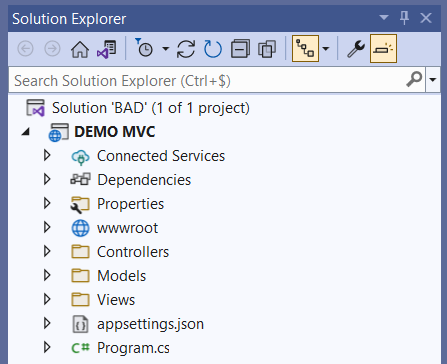 Solution Explorer
Search Solution Explorer (Ctrl+$)
Solution 'BAD' (1 of 1 project)
DEMO MVC
Connected Services
Dependencies
Properties
wwwroot
Controllers
Models
Views
appsettings.json
C# Program.cs